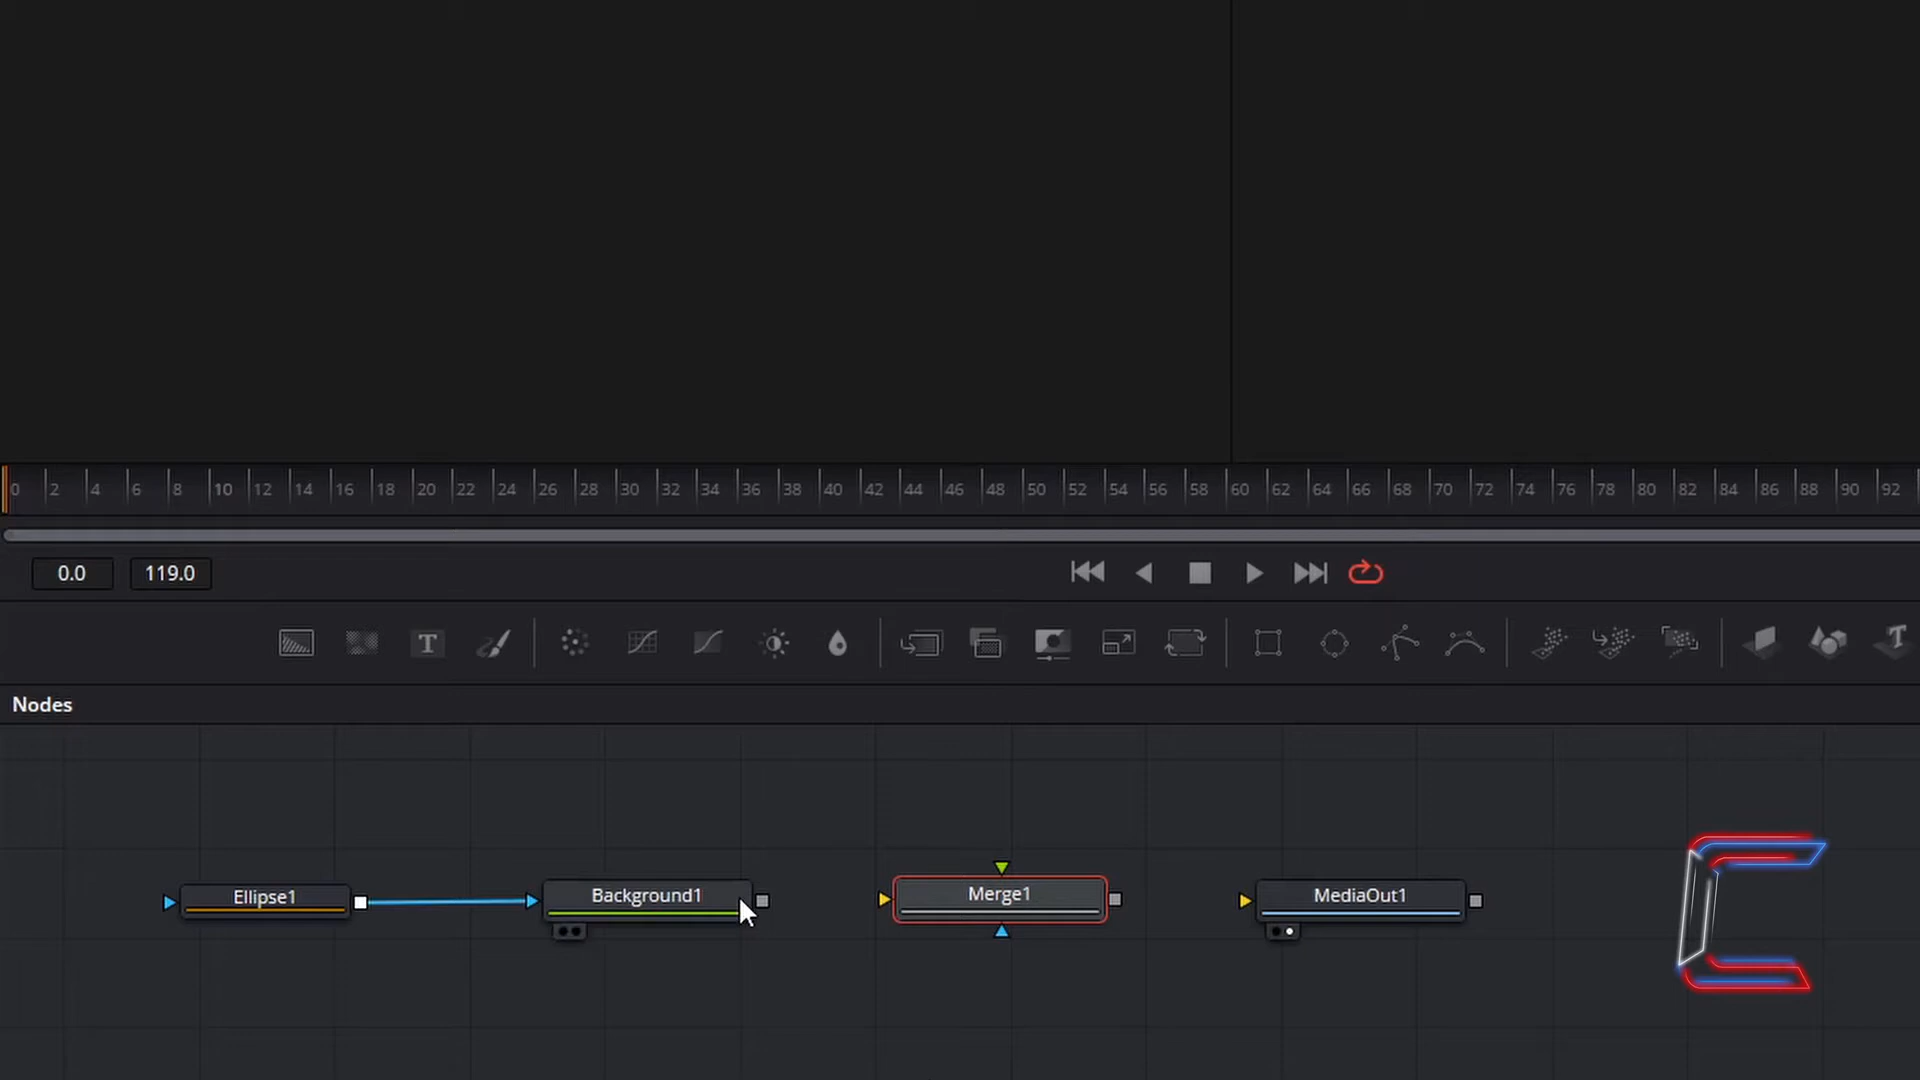 0 2 4 6 8 10 12 14 16 18 20 22 24 26 28 30 32 34 36 38 40 42 44 46 48 50 52 54 56 58 60 62 64 66 68 70 72 74 76 78 80 82 84 86 88 90 92
0.0 119.0
T T
Nodes
Ellipse1 Background1 Merge1 MediaOut1